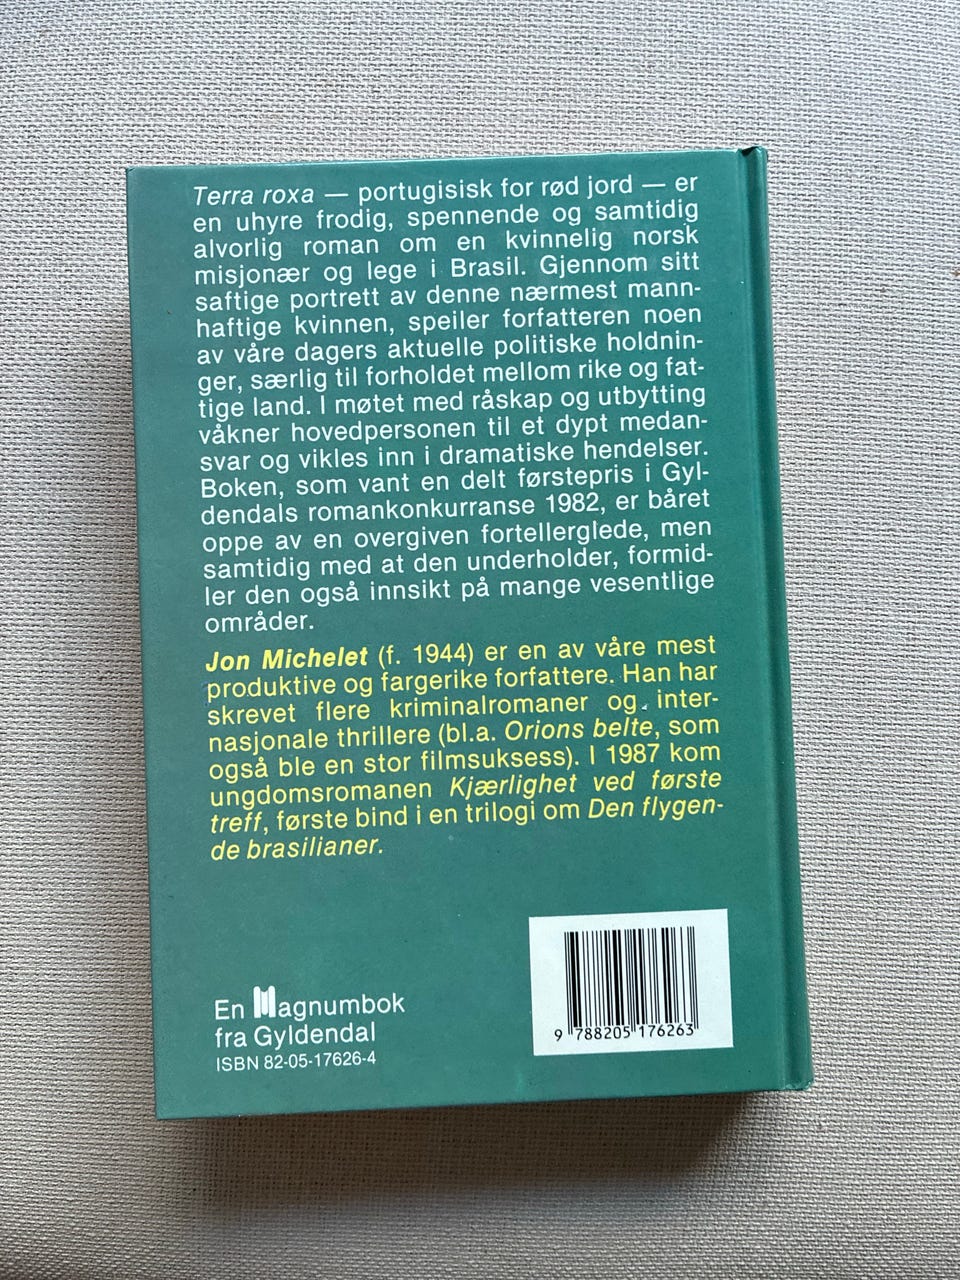 Terra roxa — portugisisk for rød jord — er
en uhyre frodig, spennende og samtidig
alvorlig roman om en kvinnelig norsk
misjonær og lege i Brasil. Gjennom sitt
saftige portrett av denne nærmest mann-
haftige kvinnen, speiler forfatteren noen
av våre dagers aktuelle politiske holdnin-
ger, særlig til forholdet mellom rike og fat-
tige land. I møtet med råskap og utbytting
våkner hovedpersonen til et dypt medan-
svar og vikles inn i dramatiske hendelser.
Boken, som vant en delt førstepris i Gyl-
dendals romankonkurranse 1982, er båret
oppe av en overgiven fortellerglede, men
samtidig med at den underholder, formid-
ler den også innsikt på mange vesentlige
områder.
Jon Michelet (f. 1944) er en av våre mest
produktive og fargerike forfattere. Han har
skrevet flere kriminalromaner og inter-
nasjonale thrillere (bl.a. Orions belte, som
også ble en stor filmsuksess). I 1987 kom
ungdomsromanen Kjærlighet ved første
treff, første bind i en trilogi om Den flygen-
de brasilianer.
En Magnumbok
fra Gyldendal
ISBN 82-05-17626-4
9 788205 176263